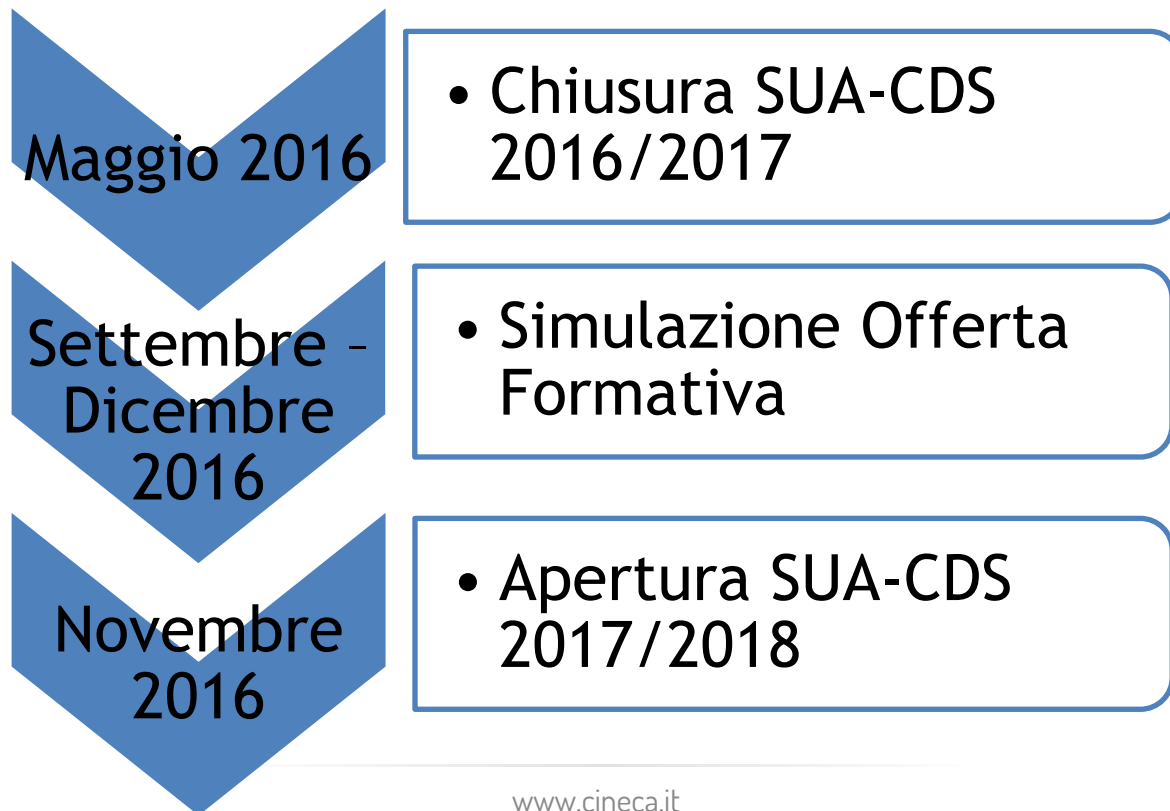 Maggio 2016
• Chiusura SUA-CDS
2016/2017
Settembre –
Dicembre
2016
• Simulazione Offerta
Formativa
Novembre
2016
• Apertura SUA-CDS
2017/2018
www.cineca.it